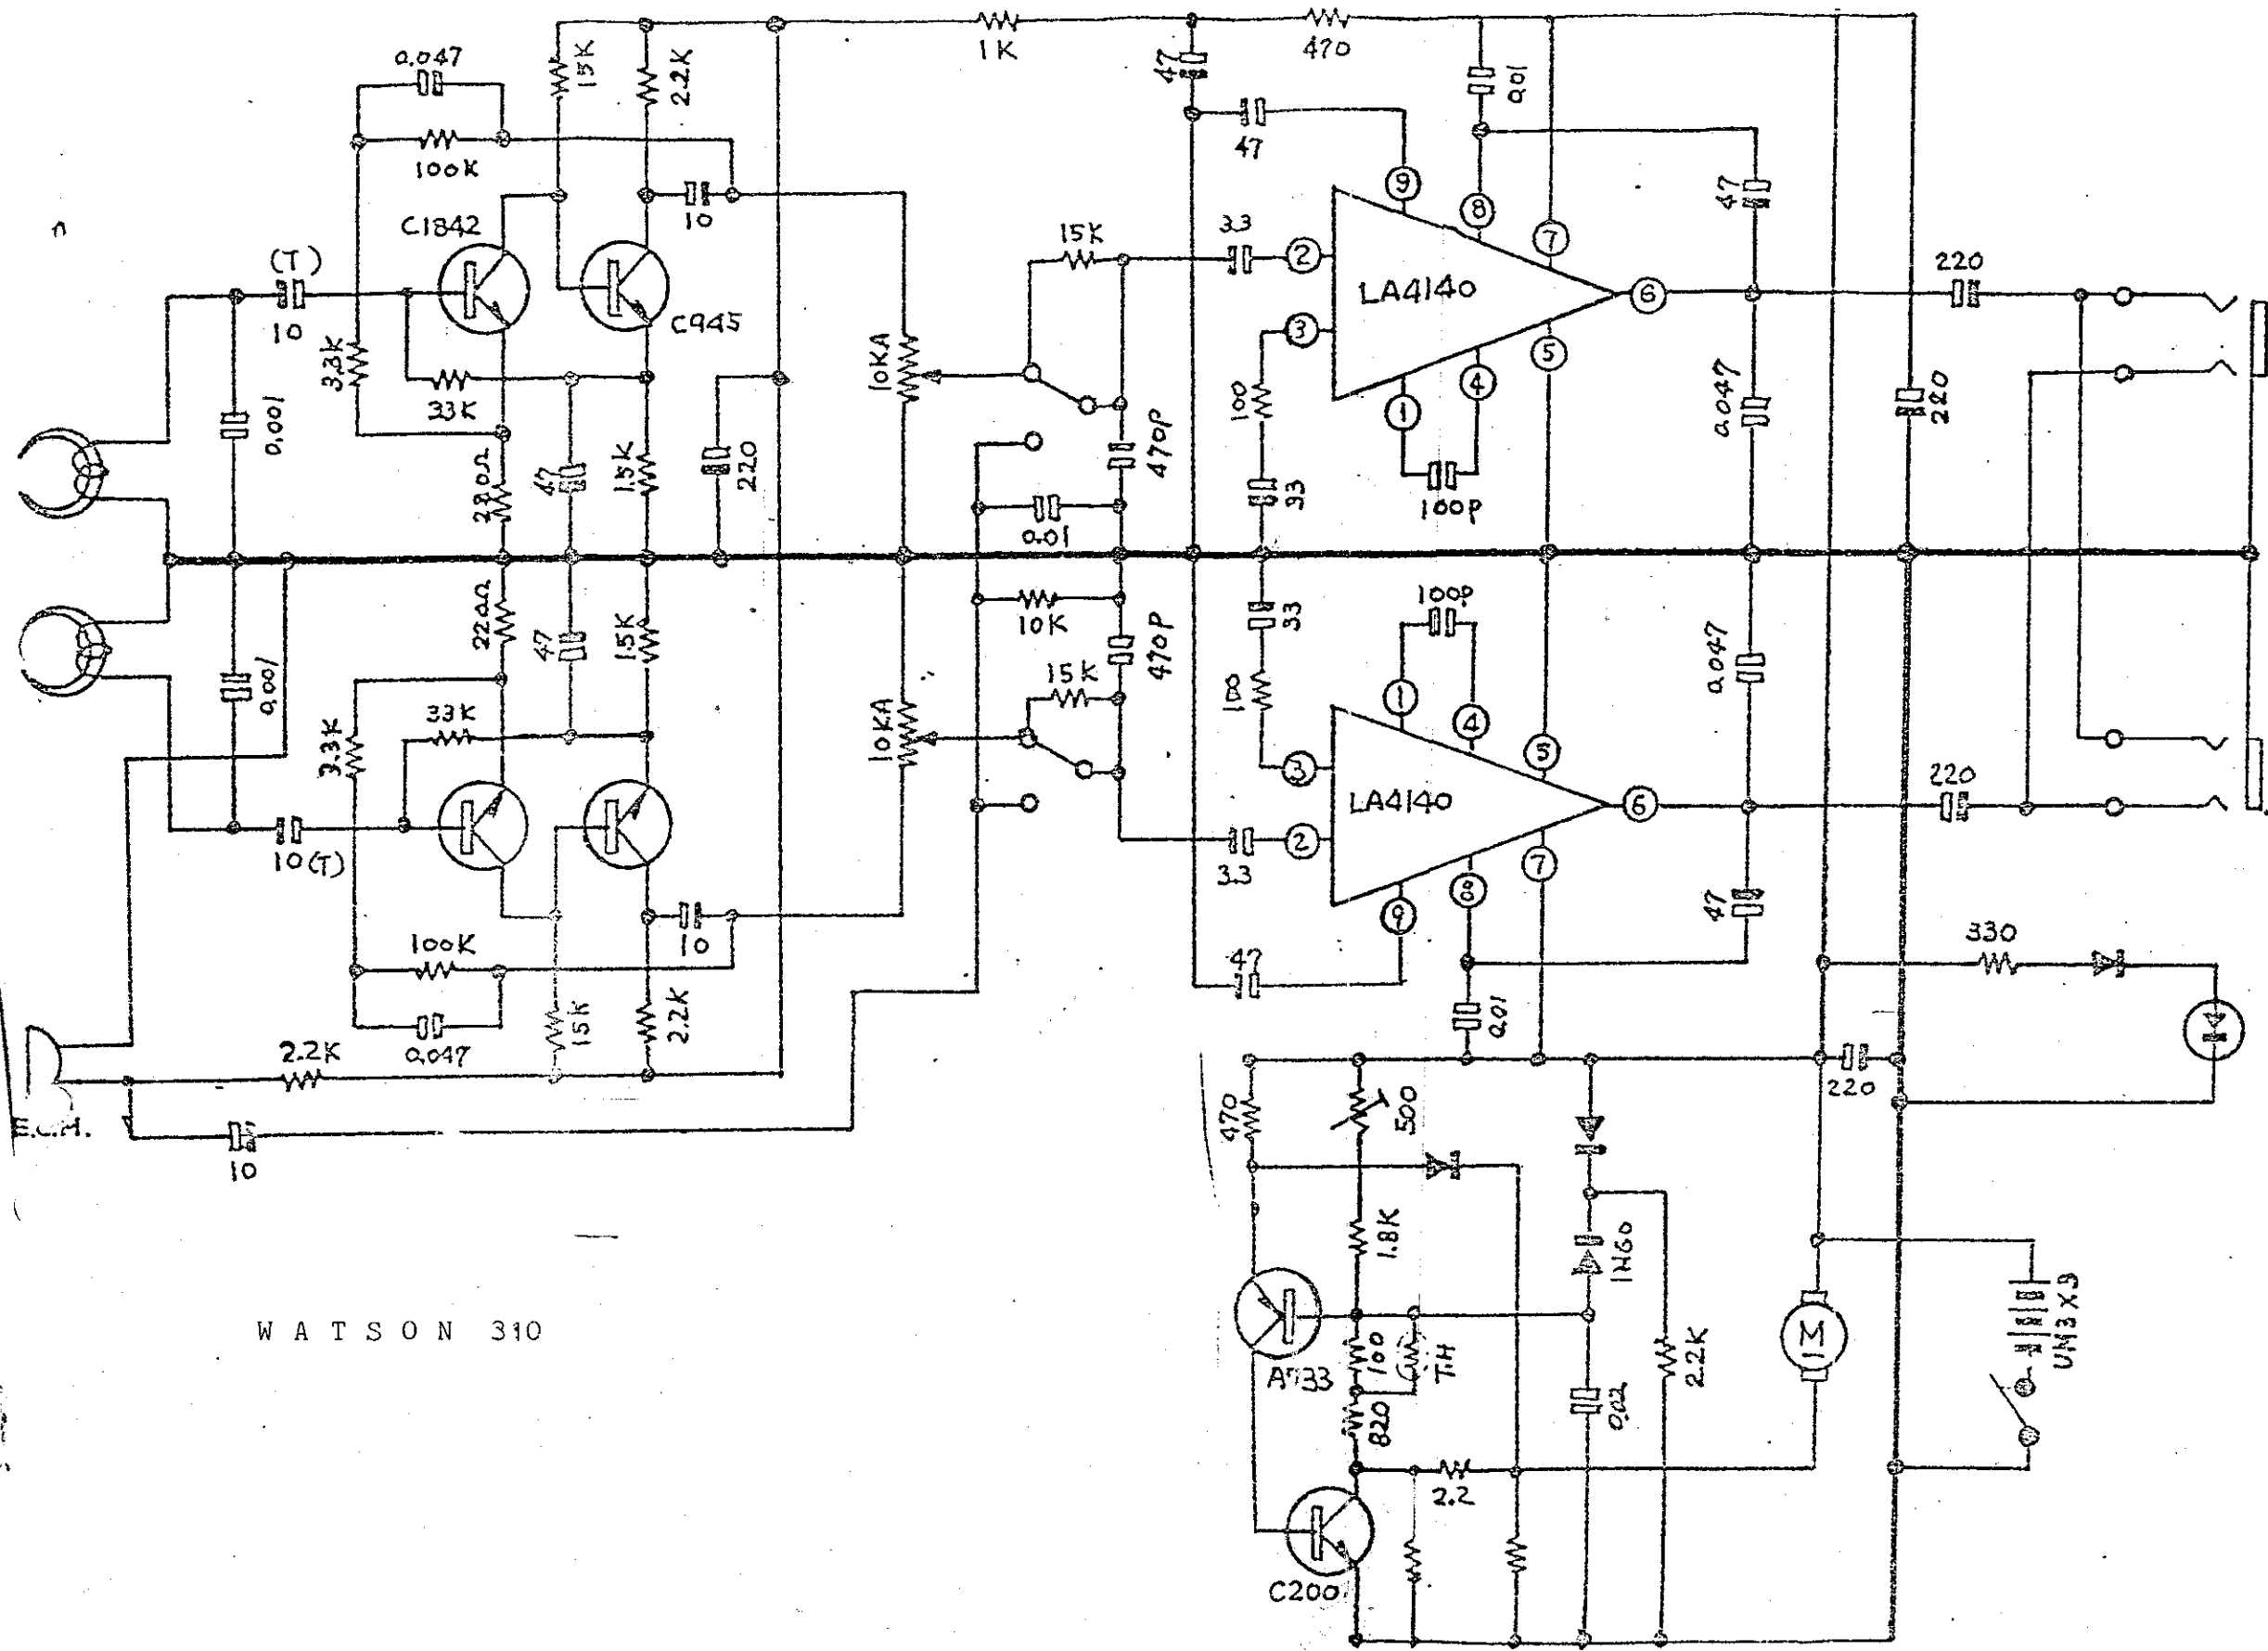 0.047
15K
2.2K
1K
470
47
0.01
100K
47
C1842
10
(T)
10
C945
3.3K
33K
0.001
220Ω
47
1.5K
220
10KA
15K
3.3
2
3
9
8
7
LA4140
6
5
4
1
100
33
100P
470P
0.01
47
0.047
220
220
220Ω
47
1.5K
0.001
3.3K
33K
10KA
10K
470P
15K
33
100
100P
1
4
5
3
LA4140
6
2
7
8
9
3.3
0.047
220
47
10(T)
10
100K
0.047
15K
2.2K
2.2K
E.C.M.
10
47
0.01
330
220
470
500
1.8K
1N60
A733
100
T.H
820
0.02
2.2K
M
UM3X3
2.2
C200
WATSON 310